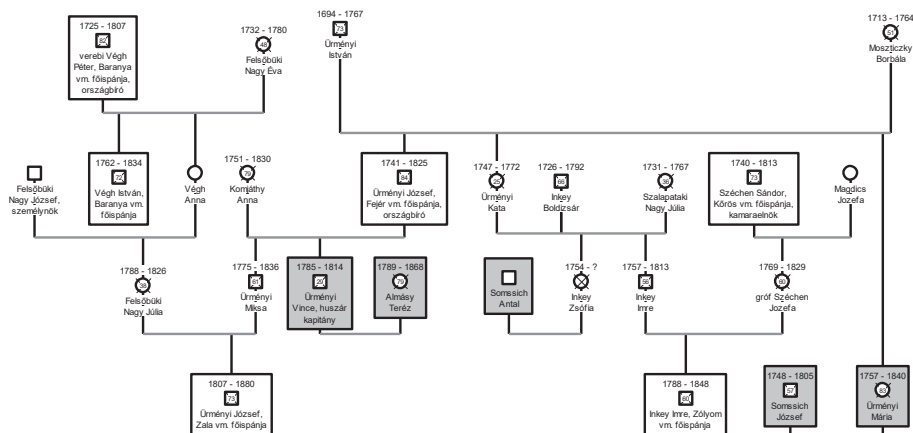 1725 - 1807
82
verebi Végh
Péter, Baranya
vm. főispánja,
országbíró
1732 - 1780
48
Felsőbüki
Nagy Éva
1694 - 1767
73
Ürményi
István
1713 - 1764
51
Moszticzky
Borbála
Felsőbüki
Nagy József,
személynök
1762 - 1834
72
Végh István,
Baranya vm.
főispánja
Végh
Anna
1751 - 1830
79
Komjáthy
Anna
1741 - 1825
84
Ürményi József,
Fejér vm. főispánja,
országbíró
1747 - 1772
25
Ürményi
Kata
1726 - 1792
66
Inkey
Boldizsár
1731 - 1767
36
Szalapataki
Nagy Júlia
1740 - 1813
73
Széchen Sándor,
Kőrös vm. főispánja,
kamaraelnök
Magdics
Jozefa
1788 - 1826
38
Felsőbüki
Nagy Júlia
1775 - 1836
61
Ürményi
Miksa
1785 - 1814
29
Ürményi
Vince, huszár
kapitány
1789 - 1868
79
Almásy
Teréz
Somssich
Antal
1754 - ?
Inkey
Zsófia
1757 - 1813
56
Inkey
Imre
1769 - 1829
60
gróf Széchen
Jozefa
1807 - 1880
73
Ürményi József,
Zala vm. főispánja
1788 - 1848
60
Inkey Imre, Zólyom
vm. főispánja
1748 - 1805
57
Somssich
József
1757 - 1840
83
Ürményi
Mária